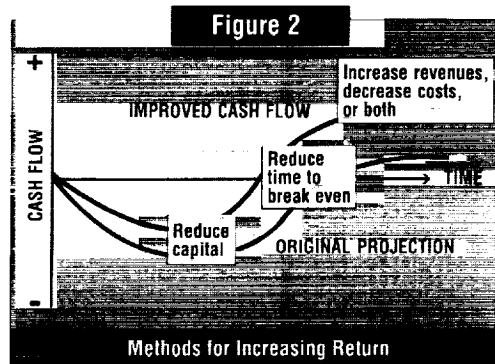 Figure 2
+
Increase revenues,
decrease costs,
or both
IMPROVED CASH FLOW
CASH FLOW
Reduce
time to
break even
TIME
Reduce
capital
ORIGINAL PROJECTION
-
Methods for Increasing Return